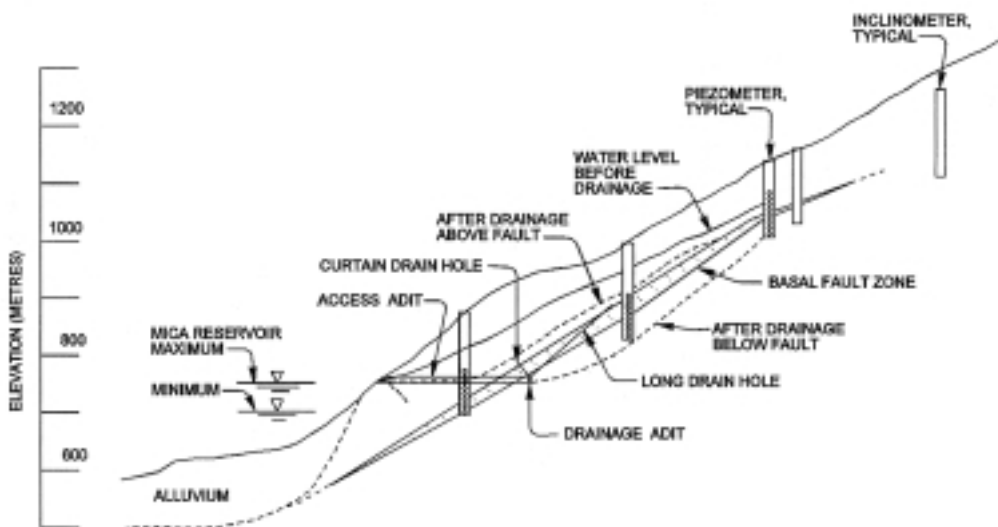 INCLINOMETER,
TYPICAL
1200
PIEZOMETER,
TYPICAL
WATER LEVEL
BEFORE
DRAINAGE
AFTER DRAINAGE
ABOVE FAULT
1000
CURTAIN DRAIN HOLE
BASAL FAULT ZONE
ACCESS ADIT
ELEVATION (METRES)
MICA RESERVOIR
MAXIMUM
800
AFTER DRAINAGE
BELOW FAULT
MINIMUM
LONG DRAIN HOLE
DRAINAGE ADIT
600
ALLUVIUM